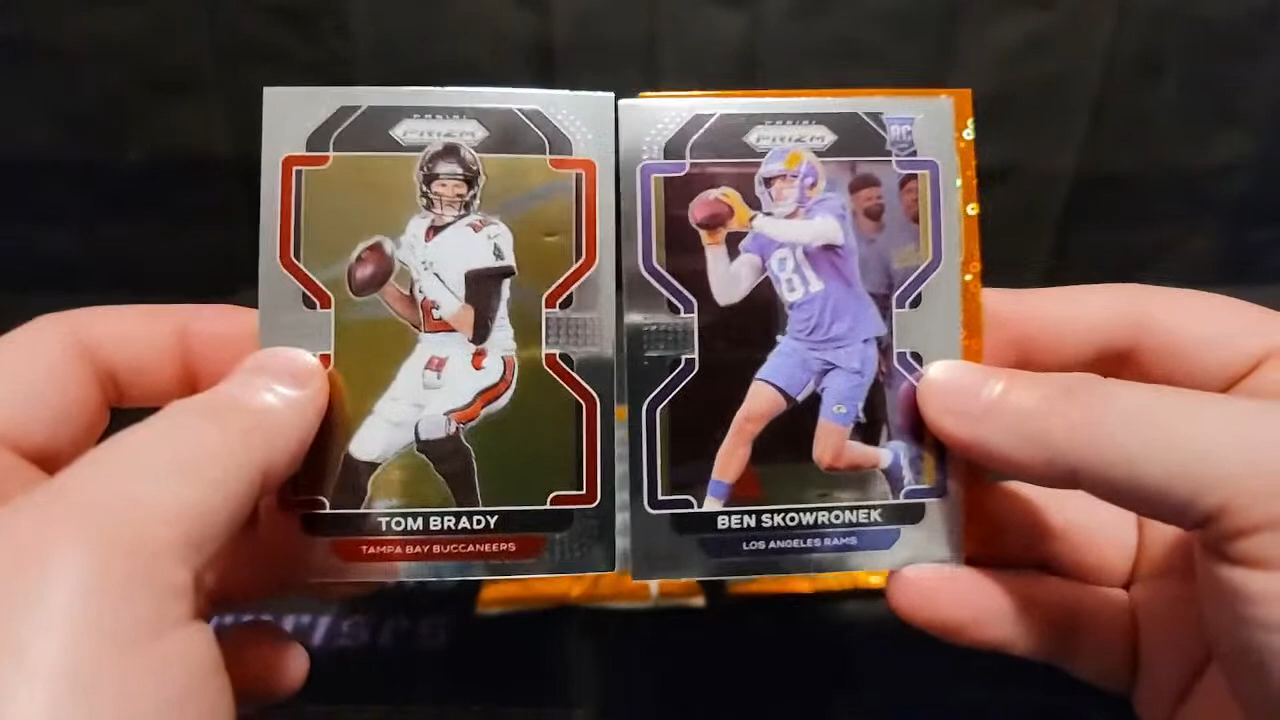 PANINI
PRIZM
TOM BRADY
TAMPA BAY BUCCANEERS
PANINI
PRIZM
RC
81
BEN SKOWRONEK
LOS ANGELES RAMS